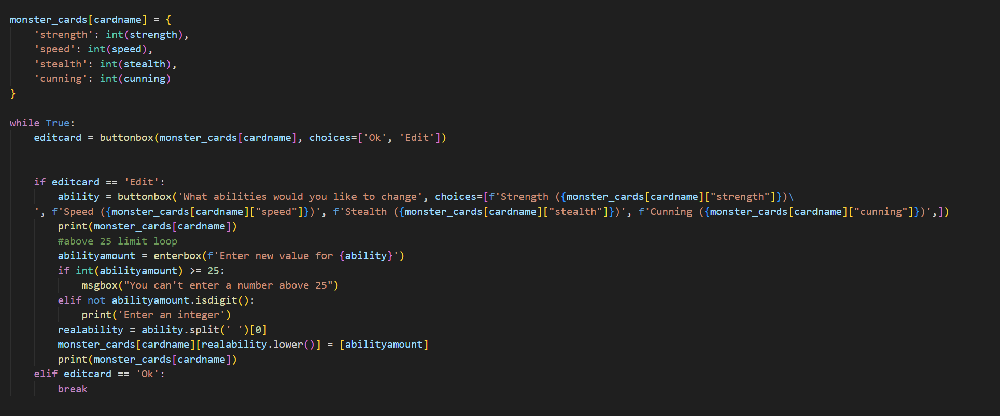 monster_cards[cardname] = {
    'strength': int(strength),
    'speed': int(speed),
    'stealth': int(stealth),
    'cunning': int(cunning)
}
while True:
    editcard = buttonbox(monster_cards[cardname], choices=['Ok', 'Edit'])
    if editcard == 'Edit':
        ability = buttonbox('What abilities would you like to change', choices=[f'Strength ({monster_cards[cardname]["strength"]})\
    ', f'Speed ({monster_cards[cardname]["speed"]})', f'Stealth ({monster_cards[cardname]["stealth"]})', f'Cunning ({monster_cards[cardname]["cunning"]})',])
        print(monster_cards[cardname])
        #above 25 limit loop
        abilityamount = enterbox(f'Enter new value for {ability}')
        if int(abilityamount) >= 25:
            msgbox("You can't enter a number above 25")
        elif not abilityamount.isdigit():
            print('Enter an integer')
        realability = ability.split(' ')[0]
        monster_cards[cardname][realability.lower()] = [abilityamount]
        print(monster_cards[cardname])
    elif editcard == 'Ok':
        break